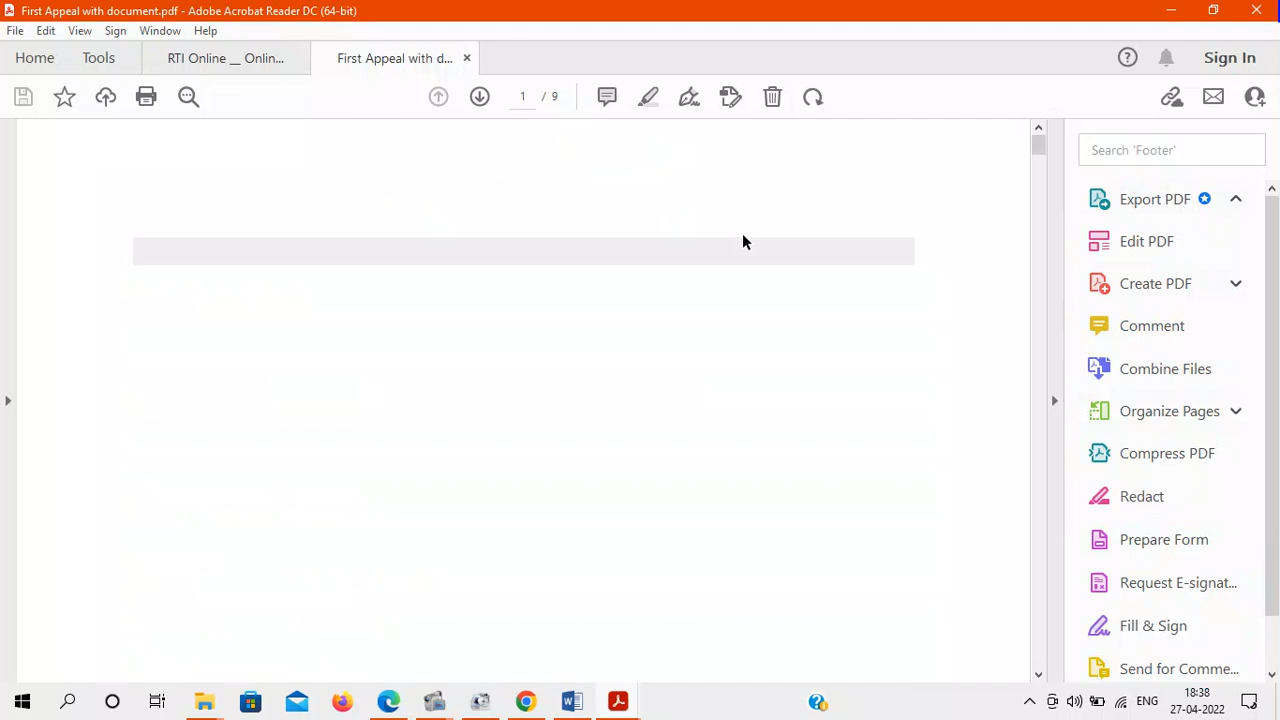 First Appeal with document.pdf - Adobe Acrobat Reader DC (64-bit)
File Edit View Sign Window Help
Home Tools RTI Online __ Onlin... First Appeal with d... × Sign In
1 / 9
Search 'Footer'
Export PDF
Edit PDF
Create PDF
Comment
Combine Files
Organize Pages
Compress PDF
Redact
Prepare Form
Request E-signat...
Fill & Sign
Send for Comme...
ENG 18:38
27-04-2022